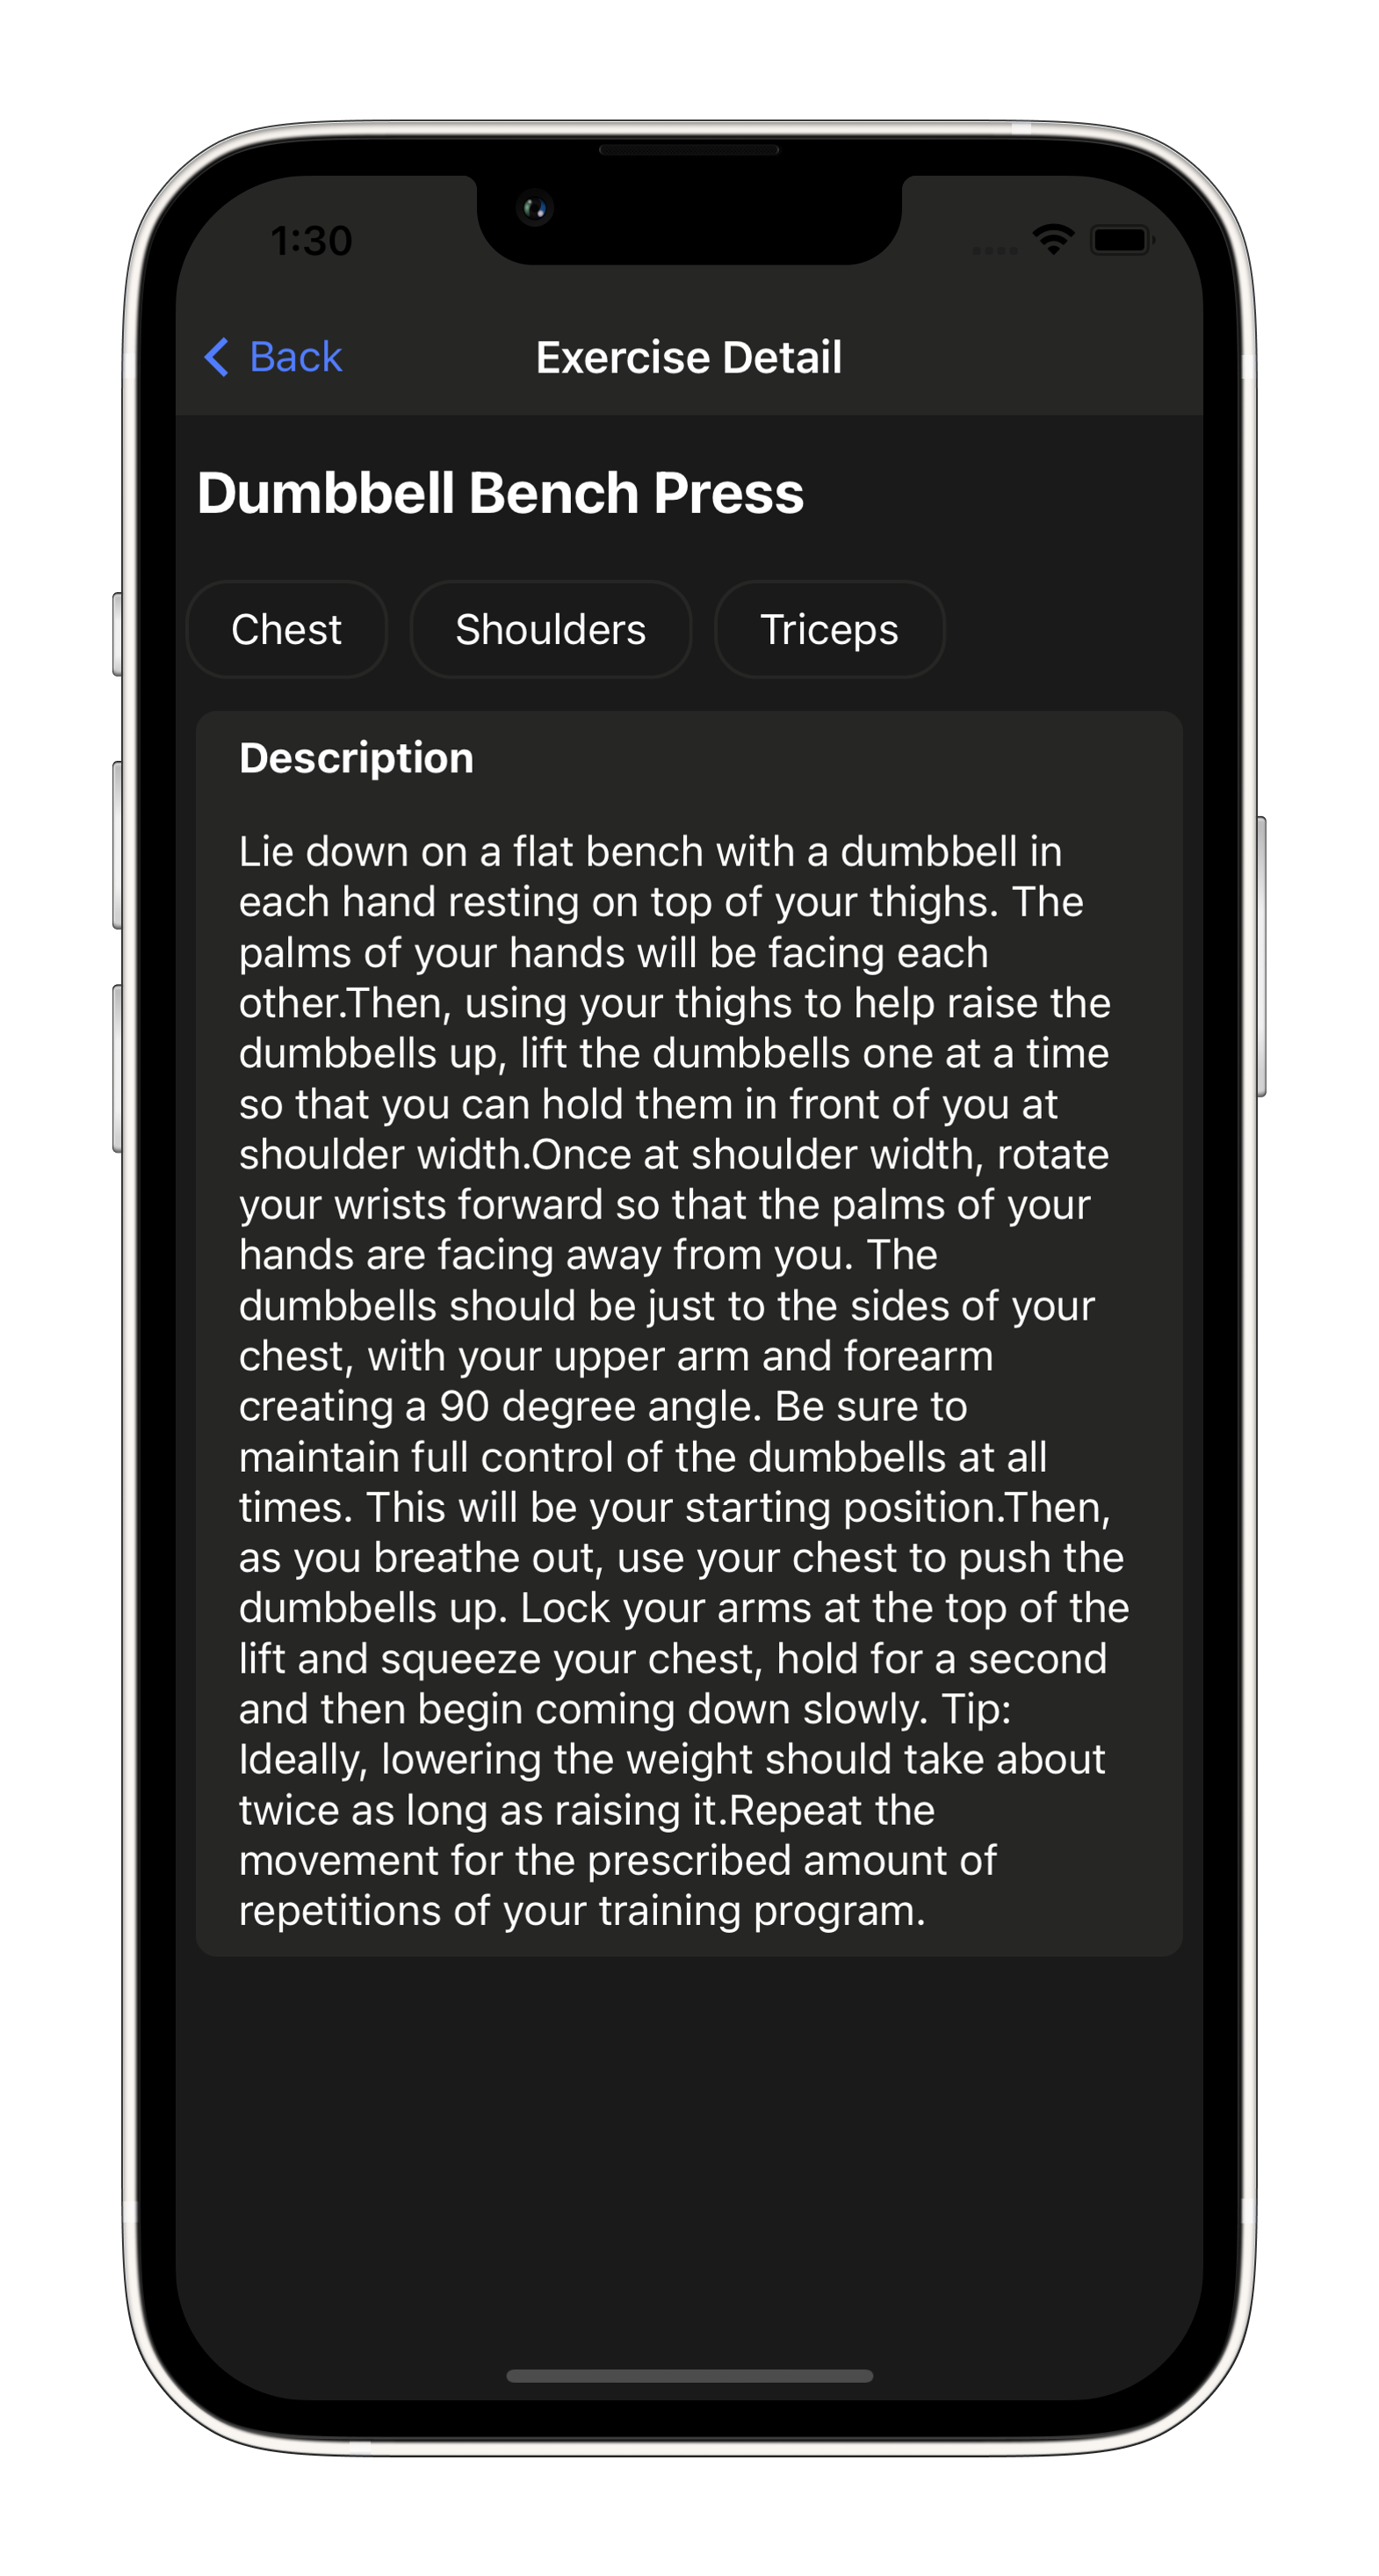 1:30
Back
Exercise Detail
Dumbbell Bench Press
Chest
Shoulders
Triceps
Description
Lie down on a flat bench with a dumbbell in
each hand resting on top of your thighs. The
palms of your hands will be facing each
other.Then, using your thighs to help raise the
dumbbells up, lift the dumbbells one at a time
so that you can hold them in front of you at
shoulder width.Once at shoulder width, rotate
your wrists forward so that the palms of your
hands are facing away from you. The
dumbbells should be just to the sides of your
chest, with your upper arm and forearm
creating a 90 degree angle. Be sure to
maintain full control of the dumbbells at all
times. This will be your starting position.Then,
as you breathe out, use your chest to push the
dumbbells up. Lock your arms at the top of the
lift and squeeze your chest, hold for a second
and then begin coming down slowly. Tip:
Ideally, lowering the weight should take about
twice as long as raising it.Repeat the
movement for the prescribed amount of
repetitions of your training program.